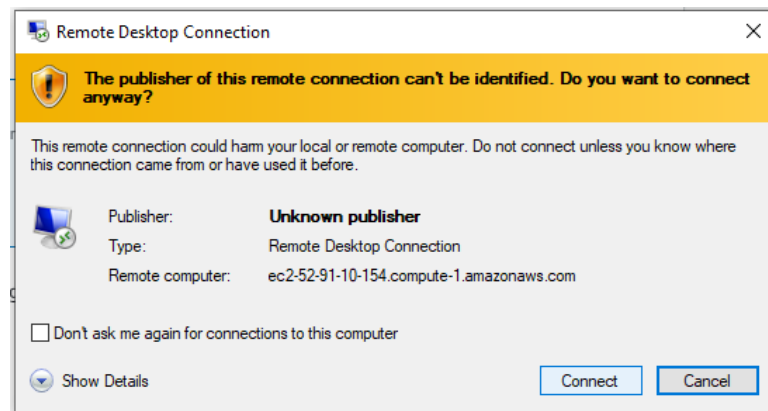 Remote Desktop Connection
The publisher of this remote connection can't be identified. Do you want to connect
anyway?
This remote connection could harm your local or remote computer. Do not connect unless you know where
this connection came from or have used it before.
Publisher: Unknown publisher
Type: Remote Desktop Connection
Remote computer: ec2-52-91-10-154.compute-1.amazonaws.com
Don't ask me again for connections to this computer
Show Details Connect Cancel